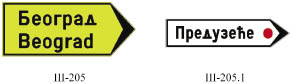 Београд
Beograd
Предузеће
III-205
III-205.1